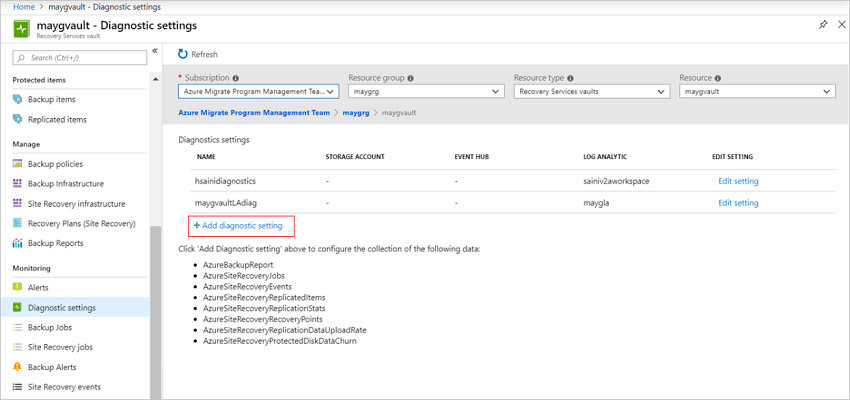 Home > maygvault - Diagnostic settings
maygvault - Diagnostic settings
Recovery Services vault
Search (Ctrl+/)
Protected items
Backup items
Replicated items
Manage
Backup policies
Backup Infrastructure
Site Recovery infrastructure
Recovery Plans (Site Recovery)
Backup Reports
Monitoring
Alerts
Diagnostic settings
Backup Jobs
Site Recovery jobs
Backup Alerts
Site Recovery events
Refresh
* Subscription Resource group Resource type Resource
Azure Migrate Program Management Tea... maygrg Recovery Services vaults maygvault
Azure Migrate Program Management Team > maygrg > maygvault
Diagnostics settings
NAME STORAGE ACCOUNT EVENT HUB LOG ANALYTIC EDIT SETTING
hsainidiagnostics - - sainiv2aworkspace Edit setting
maygvaultLAdiag - - maygla Edit setting
+ Add diagnostic setting
Click 'Add Diagnostic setting' above to configure the collection of the following data:
• AzureBackupReport
• AzureSiteRecoveryJobs
• AzureSiteRecoveryEvents
• AzureSiteRecoveryReplicatedItems
• AzureSiteRecoveryReplicationStats
• AzureSiteRecoveryRecoveryPoints
• AzureSiteRecoveryReplicationDataUploadRate
• AzureSiteRecoveryProtectedDiskDataChurn